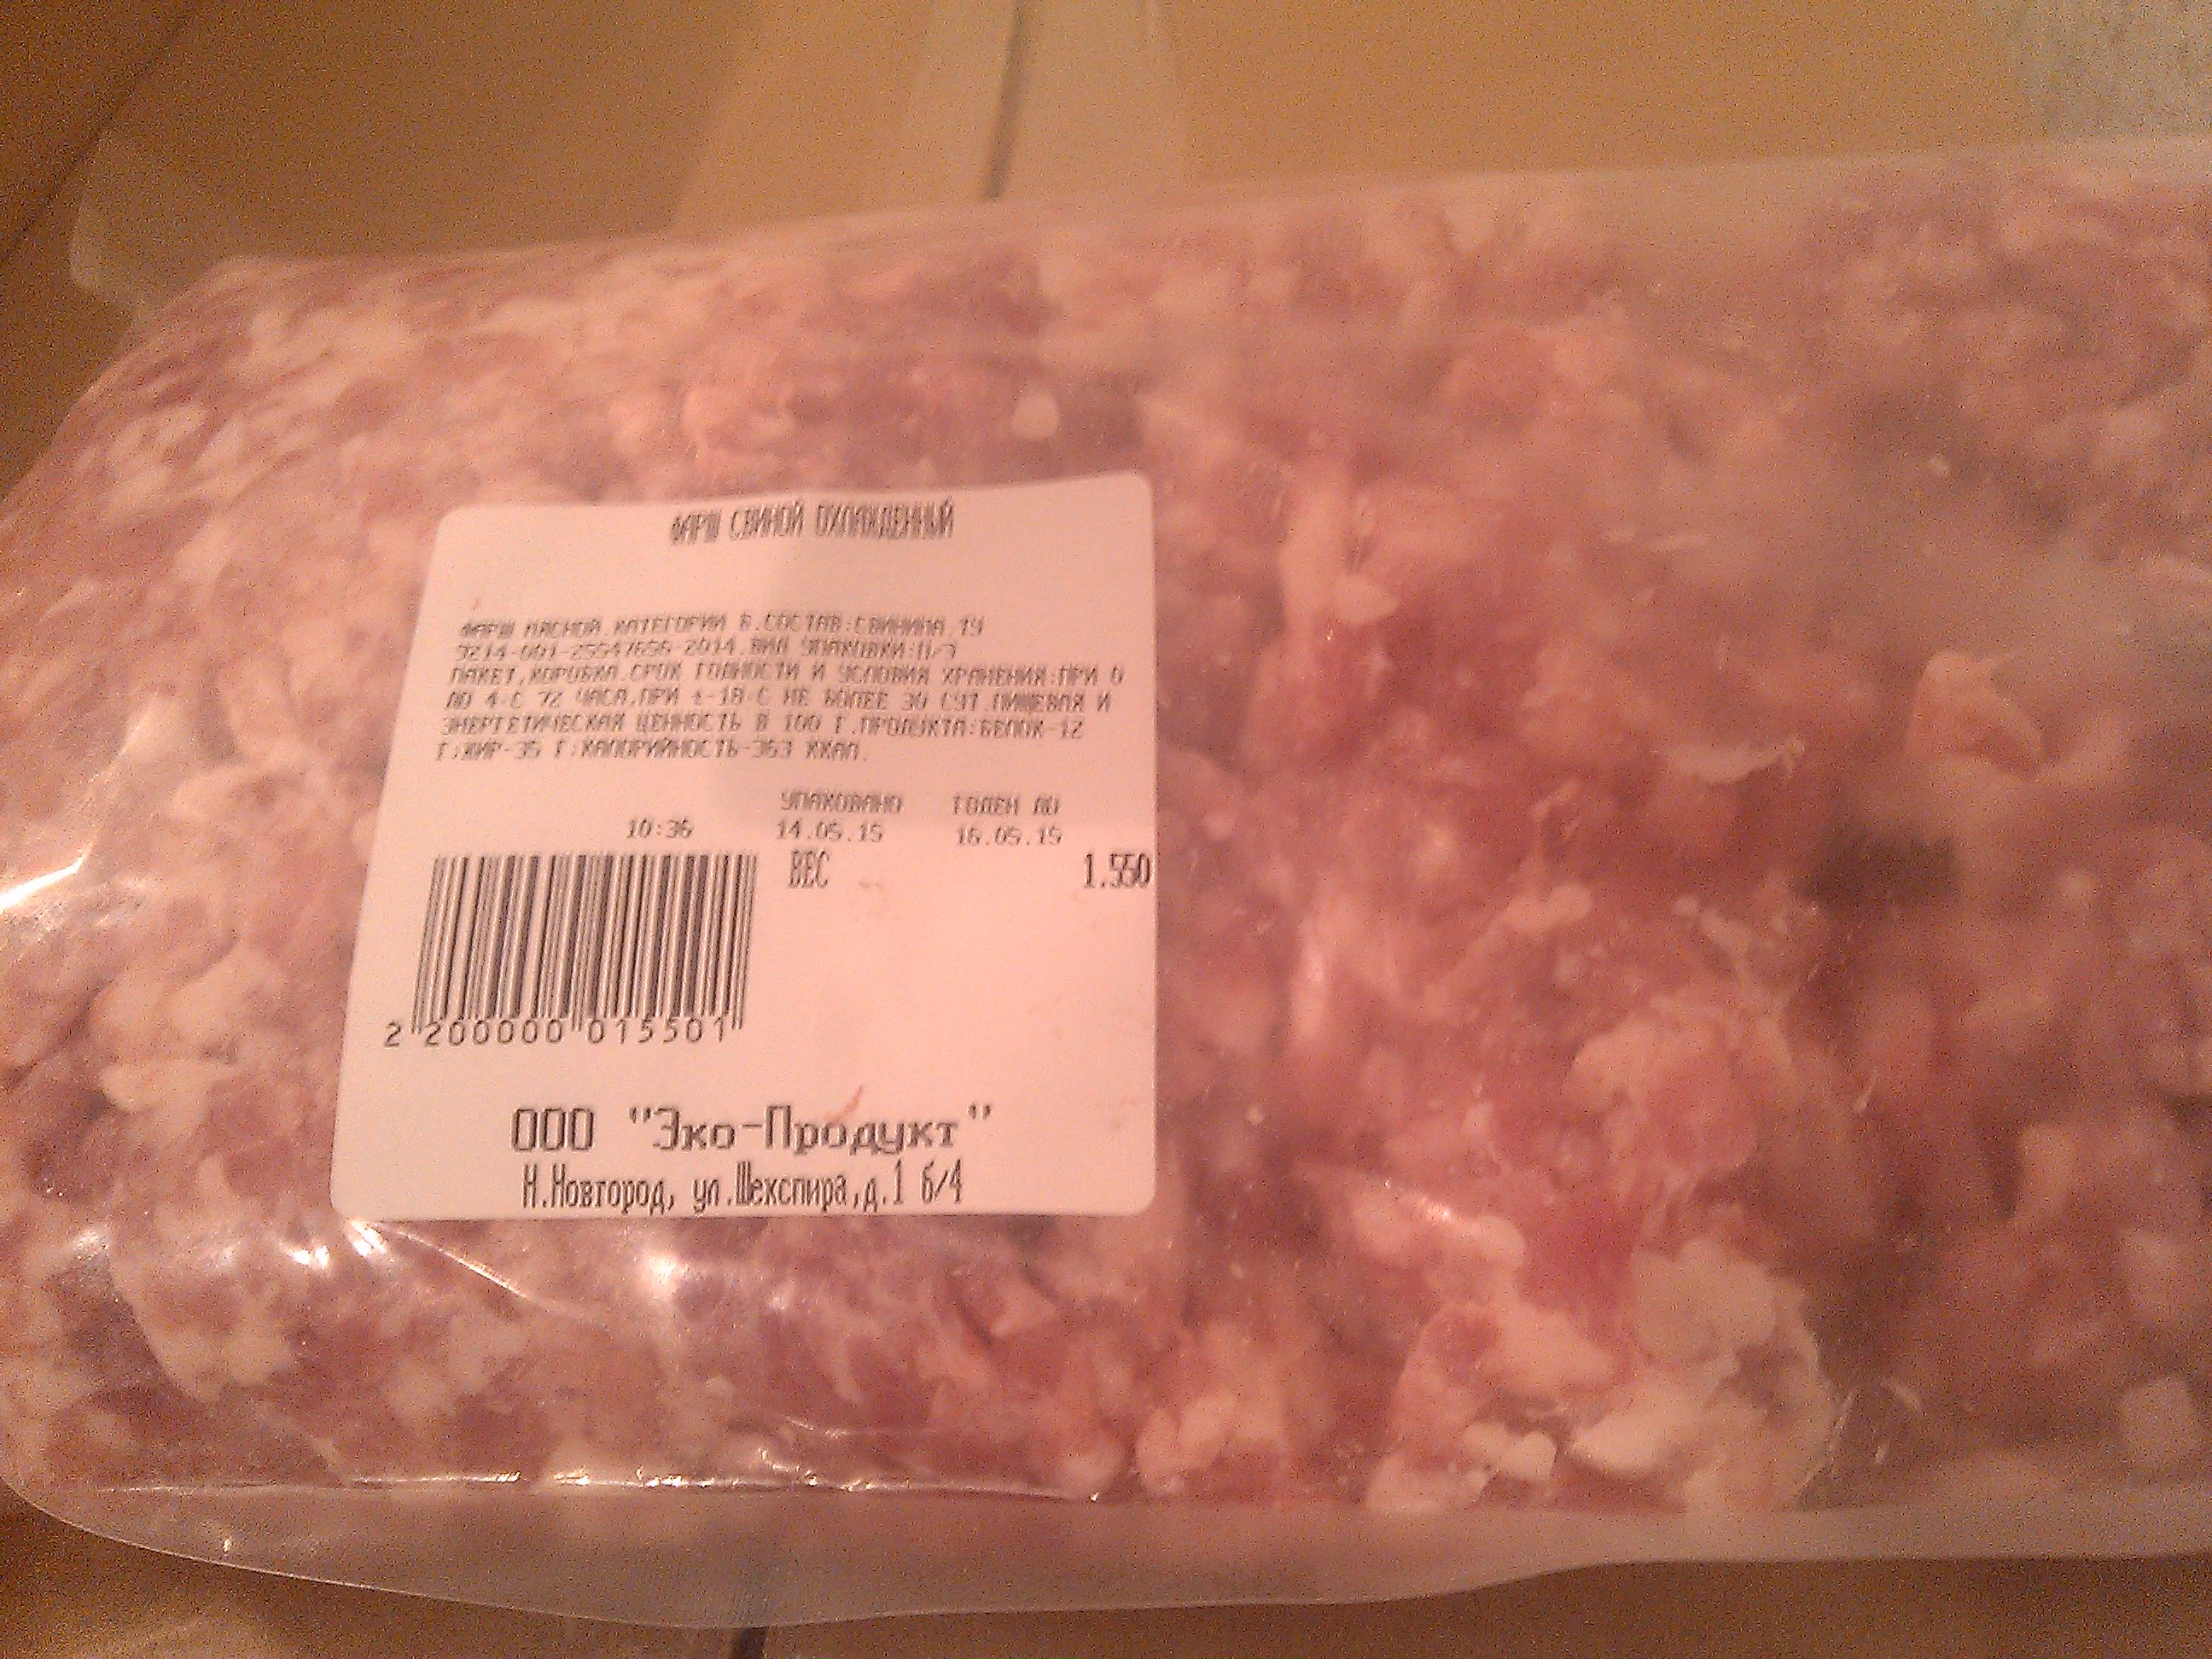 ФАРШ СВИНОЙ ОХЛАЖДЕННЫЙ
ФАРШ МЯСНОЙ.КАТЕГОРИИ Б.СОСТАВ:СВИНИНА.ТУ
9214-001-25547656-2014.ВИД УПАКОВКИ:П/Э
ПАКЕТ,КОРОБКА.СРОК ГОДНОСТИ И УСЛОВИЯ ХРАНЕНИЯ:ПРИ 0
ДО 4-С 72 ЧАСА,ПРИ t-18-С НЕ БОЛЕЕ 30 СУТ.ПИЩЕВАЯ И
ЭНЕРГЕТИЧЕСКАЯ ЦЕННОСТЬ В 100 Г.ПРОДУКТА:БЕЛОК-12
Г;ЖИР-35 Г;КАЛОРИЙНОСТЬ-363 ККАЛ.
УПАКОВАНО ГОДЕН ДО
10:36 14.05.15 16.05.15
ВЕС 1.550
2 200000 015501
ООО "Эко-Продукт"
Н.Новгород, ул.Шекспира,д.1 б/4